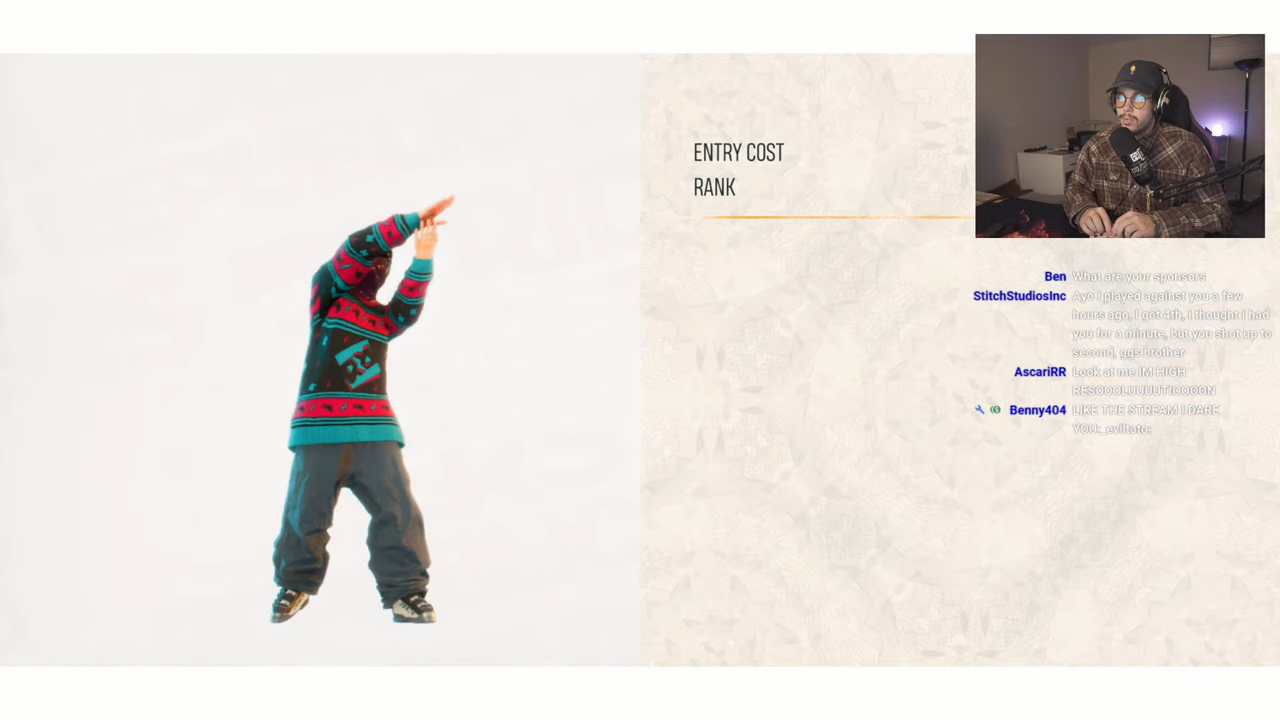 ENTRY COST
RANK
Ben What are your sponsors
StitchStudiosInc Ayo I played against you a few
hours ago, I got 4th, I thought I had
you for a minute, but you shot up to
second, ggs brother
AscariRR Look at me IM HIGH
RESOOOLUUUUTIOOOON
Benny404 LIKE THE STREAM I DARE
YOU:_eviltato: